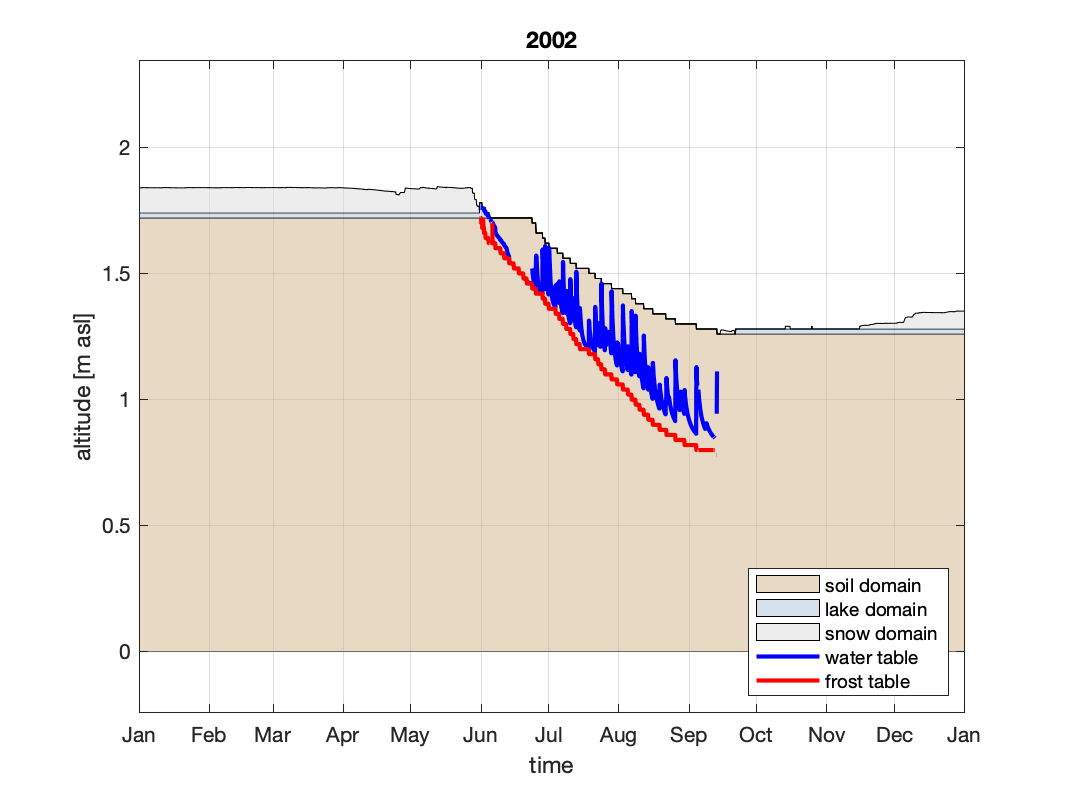 2002
altitude [m asl]
2
1.5
1
0.5
0
soil domain
lake domain
snow domain
water table
frost table
Jan Feb Mar Apr May Jun Jul Aug Sep Oct Nov Dec Jan
time